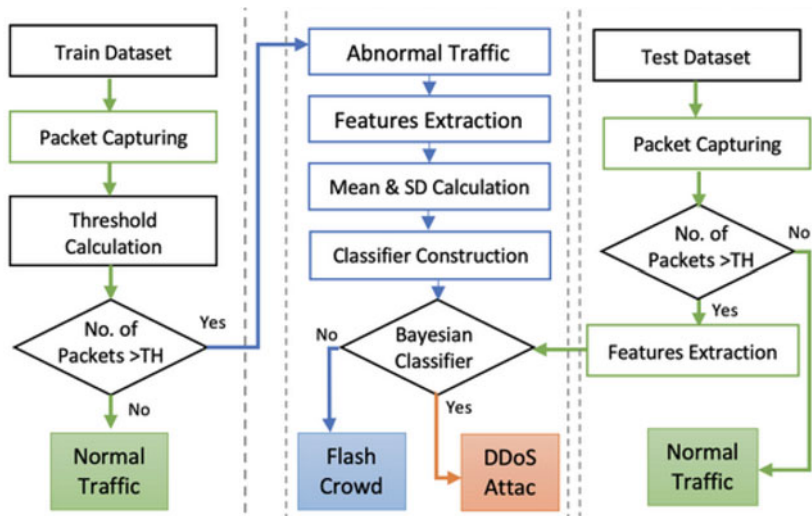 Train Dataset
Packet Capturing
Threshold
Calculation
No. of
Packets >TH
Yes
No
Normal
Traffic
Abnormal Traffic
Features Extraction
Mean & SD Calculation
Classifier Construction
Bayesian
Classifier
No
Yes
Flash
Crowd
DDoS
Attac
Test Dataset
Packet Capturing
No. of
Packets >TH
No
Yes
Features Extraction
Normal
Traffic